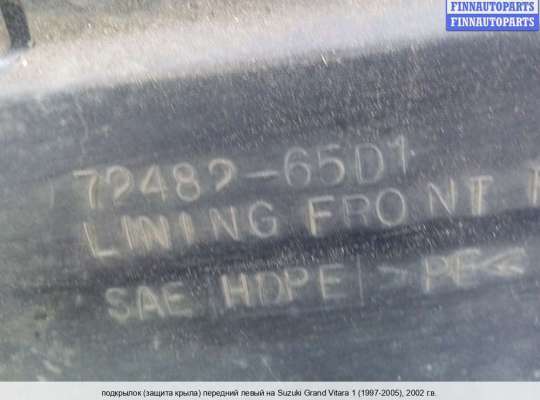 FINNAUTOPARTS
FINNAUTOPARTS
72482-65D1
LINING FRONT
SAE HDPE >PE<
подкрылок (защита крыла) передний левый на Suzuki Grand Vitara 1 (1997-2005), 2002 г.в.